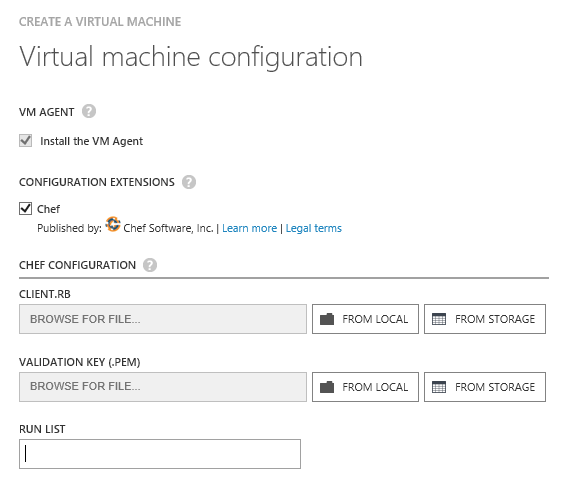 CREATE A VIRTUAL MACHINE
Virtual machine configuration
VM AGENT ?
Install the VM Agent
CONFIGURATION EXTENSIONS ?
Chef
Published by: Chef Software, Inc. | Learn more | Legal terms
CHEF CONFIGURATION ?
CLIENT.RB
BROWSE FOR FILE... FROM LOCAL FROM STORAGE
VALIDATION KEY (.PEM)
BROWSE FOR FILE... FROM LOCAL FROM STORAGE
RUN LIST